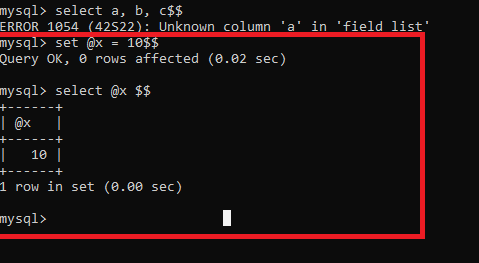 mysql> select a, b, c$$
ERROR 1054 (42S22): Unknown column 'a' in 'field list'
mysql> set @x = 10$$
Query OK, 0 rows affected (0.02 sec)
mysql> select @x $$
+------+
| @x   |
+------+
|   10 |
+------+
1 row in set (0.00 sec)
mysql>